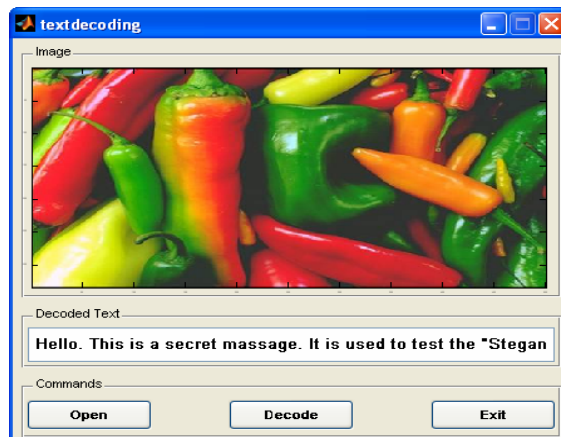 textdecoding
Image
Decoded Text
Hello. This is a secret massage. It is used to test the "Stegan
Commands
Open Decode Exit